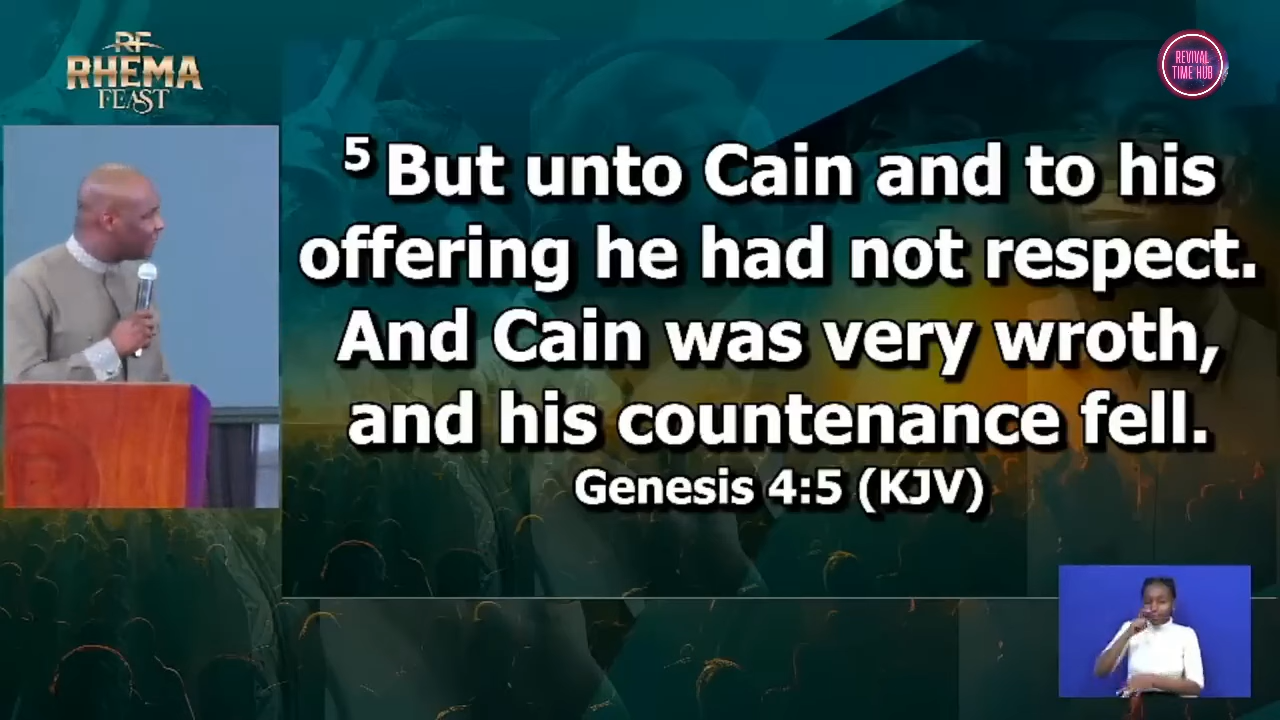 RF
RHEMA
FEAST
REVIVAL
TIME HUB
5 But unto Cain and to his
offering he had not respect.
And Cain was very wroth,
and his countenance fell.
Genesis 4:5 (KJV)